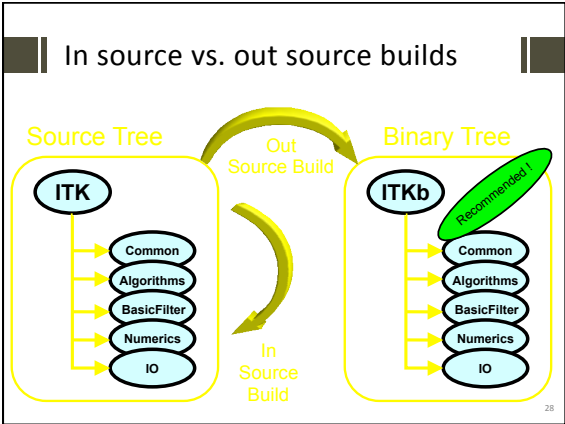 In source vs. out source builds
Source Tree
Out
Source Build
Binary Tree
ITK
Common
Algorithms
BasicFilter
Numerics
IO
In
Source
Build
ITKb
Recommended !
Common
Algorithms
BasicFilter
Numerics
IO
28